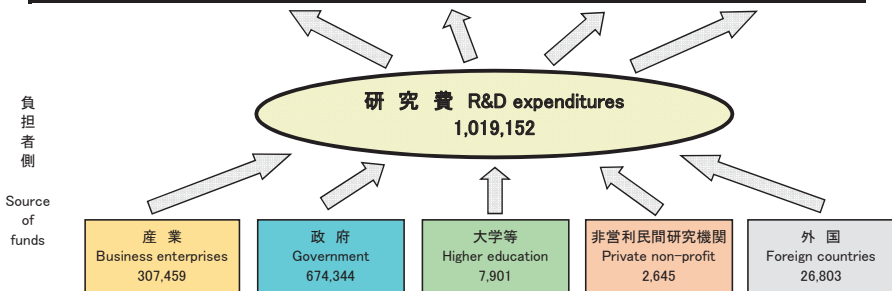 研 究 費 R&D expenditures
1,019,152
負
担
者
側
Source
of
funds
産 業
Business enterprises
307,459
政 府
Government
674,344
大学等
Higher education
7,901
非営利民間研究機関
Private non-profit
2,645
外 国
Foreign countries
26,803